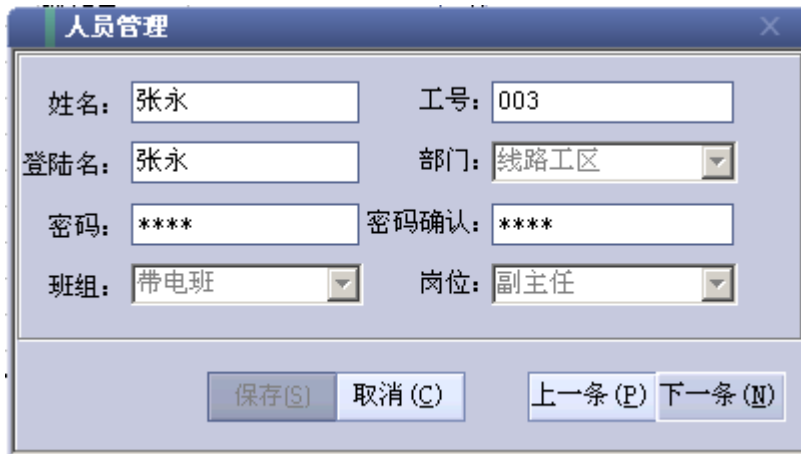 人员管理
姓名： 张永 工号： 003
登陆名： 张永 部门： 线路工区
密码： **** 密码确认： ****
班组： 带电班 岗位： 副主任
保存(S) 取消(C) 上一条(P) 下一条(N)